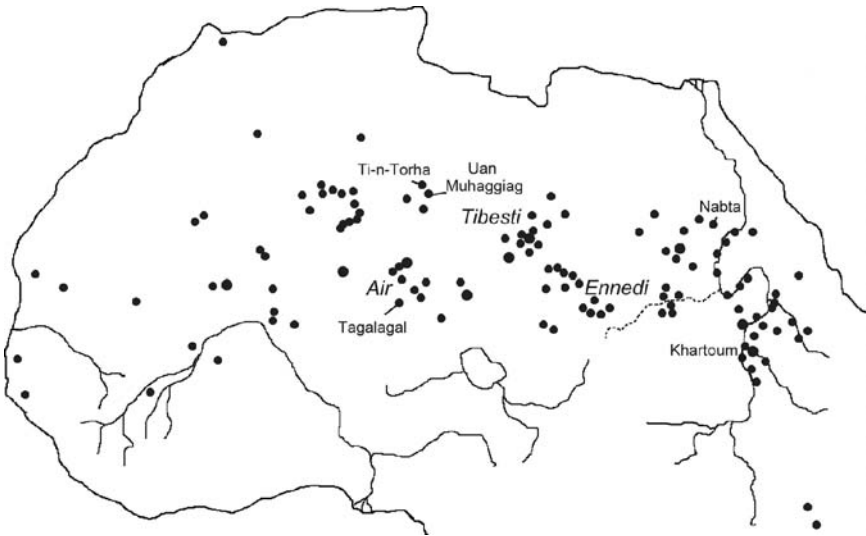 Ti-n-Torha
Uan
Muhaggiag
Tibesti
Nabta
Air
Ennedi
Tagalagal
Khartoum